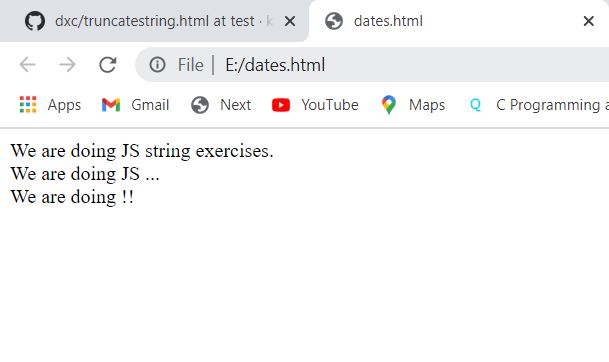 dxc/truncatestring.html at test · k
dates.html
File | E:/dates.html
Apps Gmail Next YouTube Maps C Programming a
We are doing JS string exercises.
We are doing JS ...
We are doing !!